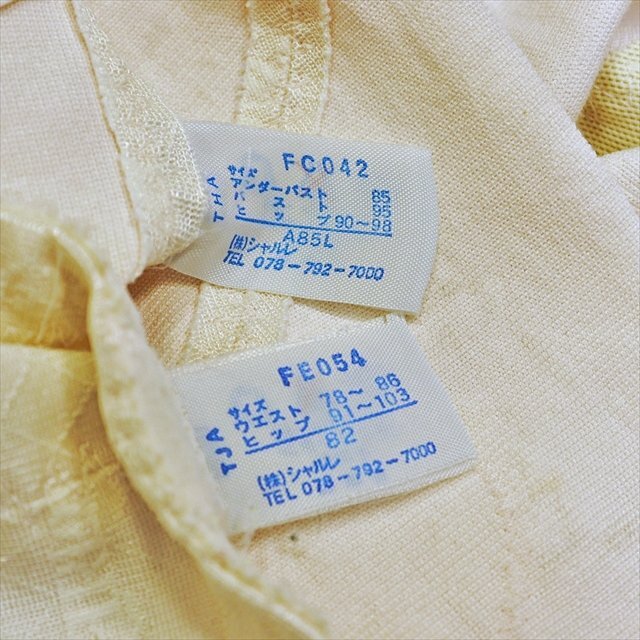 FC042
THA
サイズ
アンダーバスト 85
バスト 95
ヒップ 90～98
A85L
(株)シャルレ
TEL 078-792-7000
FE054
TJA
サイズ
ウエスト 78～86
ヒップ 91～103
82
(株)シャルレ
TEL 078-792-7000